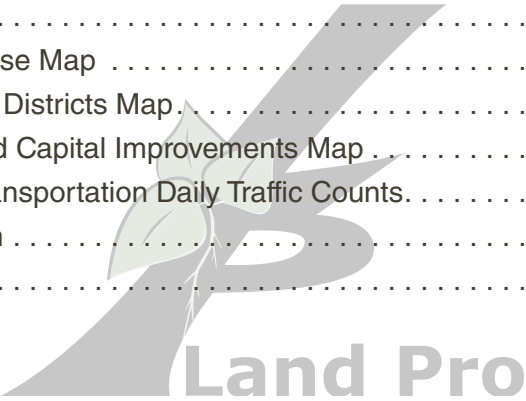 . . . . . . . . . . . . . . . . . . . . . . . . . . . . . .
se Map . . . . . . . . . . . . . . . . . . . . . . . .
Districts Map. . . . . . . . . . . . . . . . . . . .
d Capital Improvements Map . . . . . . . . .
ansportation Daily Traffic Counts. . . . . . .
n . . . . . . . . . . . . . . . . . . . . . . . . . . . . .
. . . . . . . . . . . . . . . . . . . . . . . . . . . . . .
Land Pro